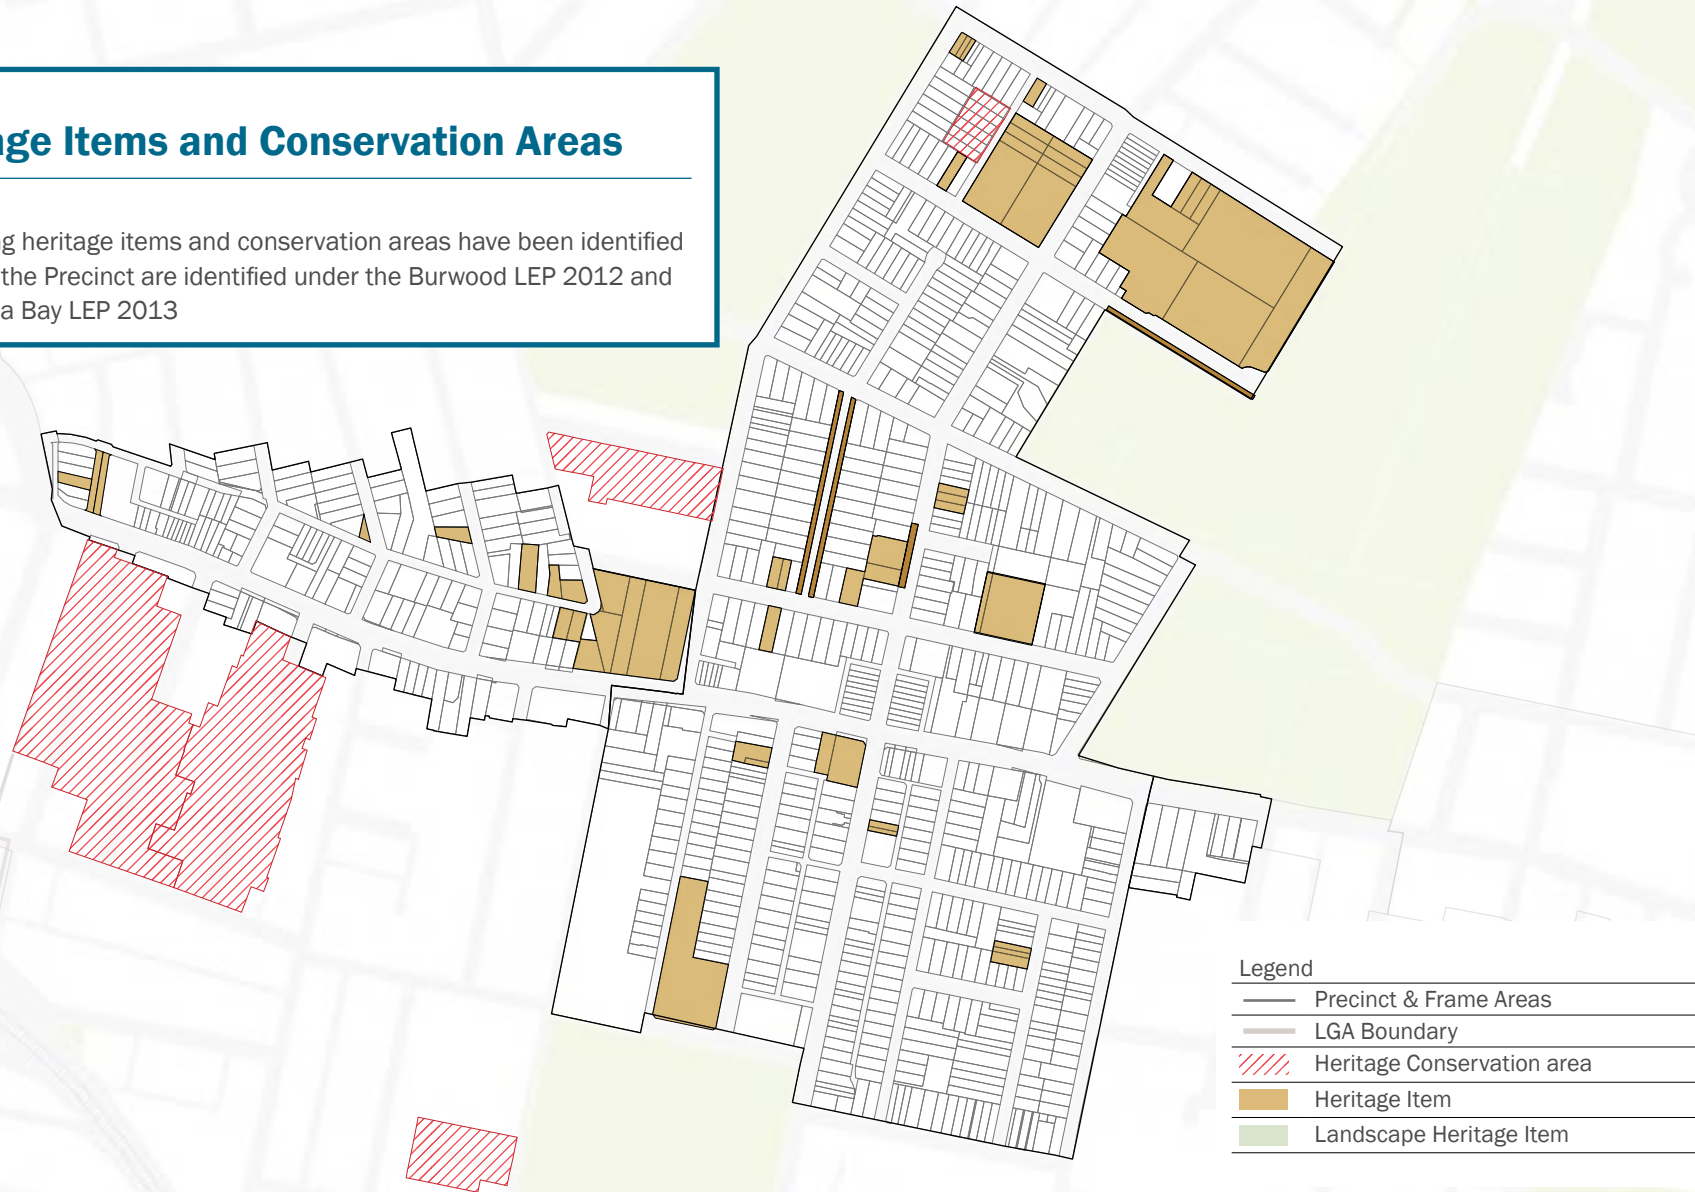 Items and Conservation Areas
heritage items and conservation areas have been identified
the Precinct are identified under the Burwood LEP 2012 and
Bay LEP 2013
Legend
Precinct & Frame Areas
LGA Boundary
Heritage Conservation area
Heritage Item
Landscape Heritage Item